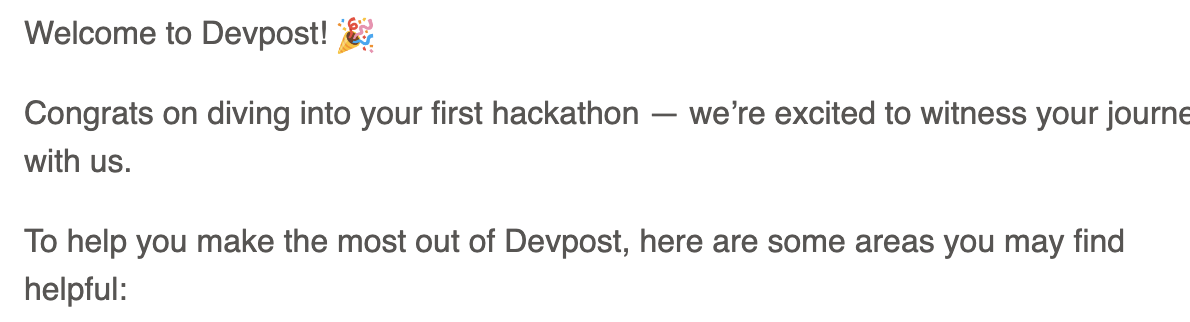 Welcome to Devpost! 🎉
Congrats on diving into your first hackathon — we’re excited to witness your journe
with us.
To help you make the most out of Devpost, here are some areas you may find
helpful: